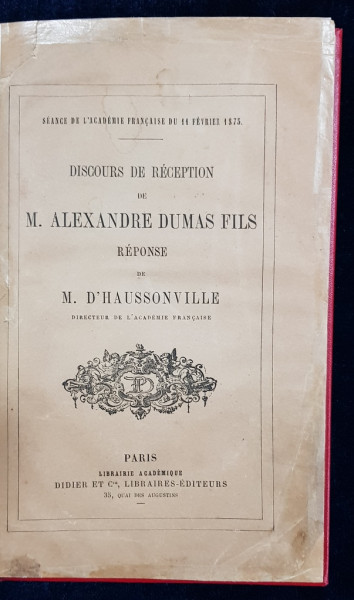 SÉANCE DE L'ACADÉMIE FRANÇAISE DU 11 FÉVRIER 1875.
DISCOURS DE RÉCEPTION
DE
M. ALEXANDRE DUMAS FILS
RÉPONSE
DE
M. D'HAUSSONVILLE
DIRECTEUR DE L'ACADÉMIE FRANÇAISE
PARIS
LIBRAIRIE ACADÉMIQUE
DIDIER ET Cie, LIBRAIRES-ÉDITEURS
35, QUAI DES AUGUSTINS